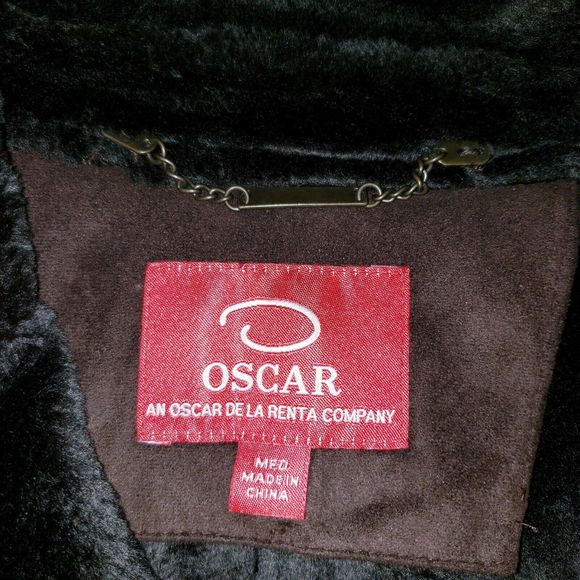 OSCAR
AN OSCAR DE LA RENTA COMPANY
MED
MADE IN
CHINA